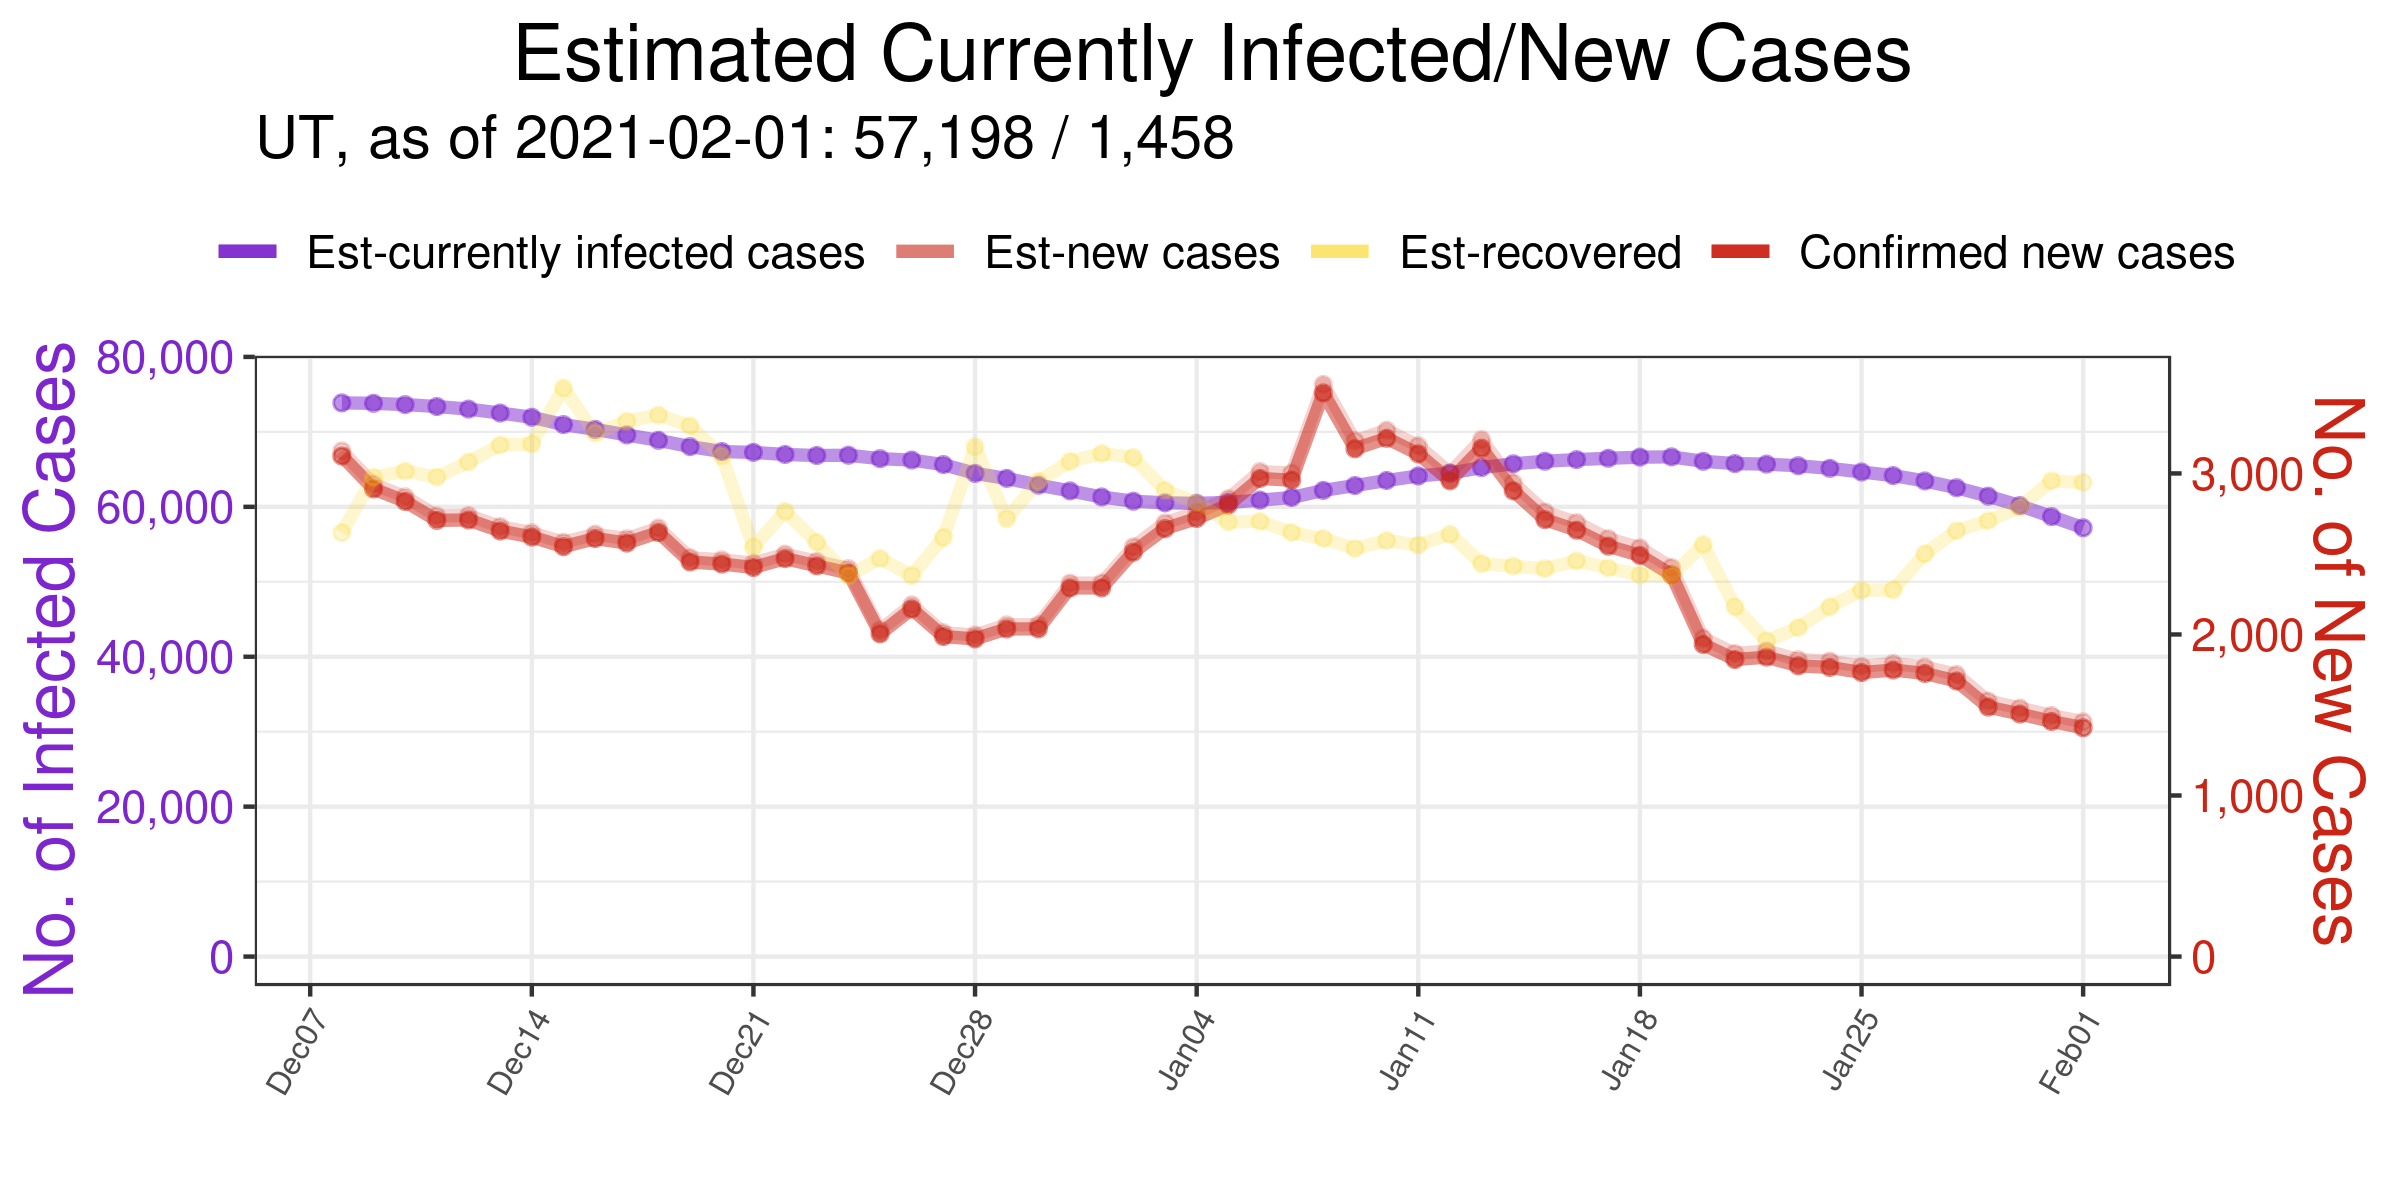 Estimated Currently Infected/New Cases
UT, as of 2021-02-01: 57,198 / 1,458
Est-currently infected cases
Est-new cases
Est-recovered
Confirmed new cases
No. of Infected Cases
80,000
60,000
40,000
20,000
0
3,000
2,000
1,000
0
No. of New Cases
Dec07
Dec14
Dec21
Dec28
Jan04
Jan11
Jan18
Jan25
Feb01